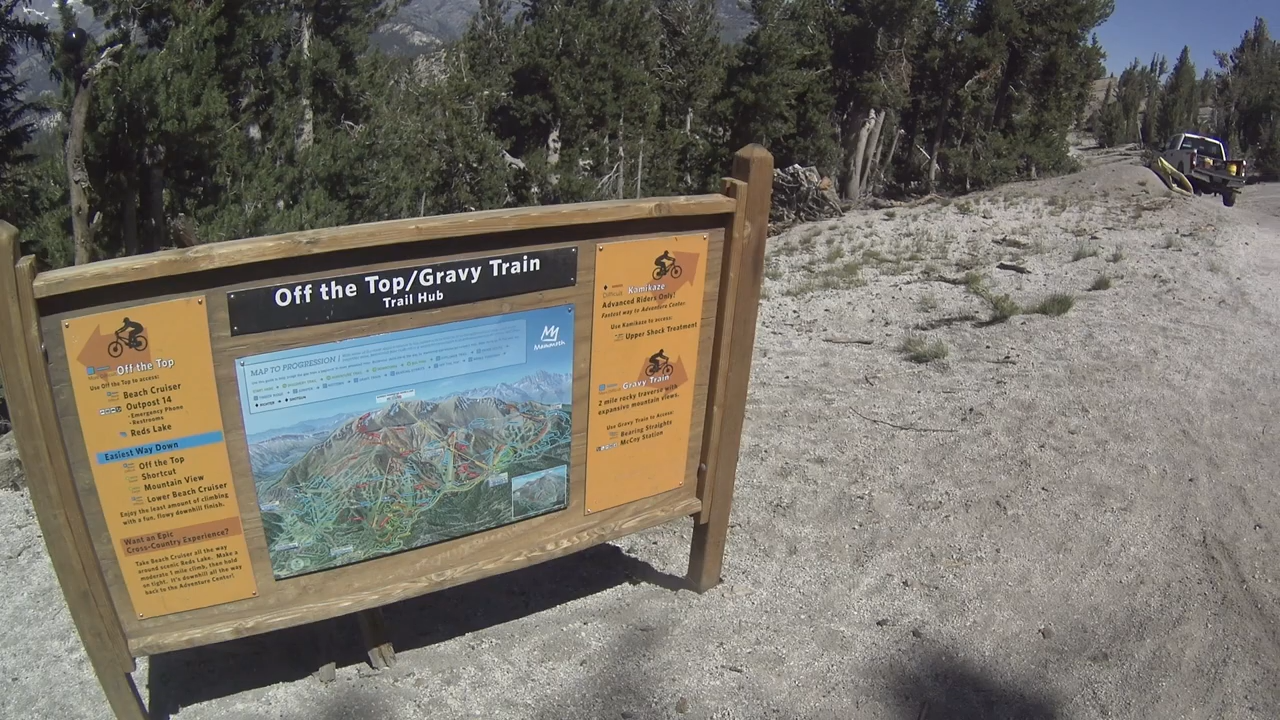 Off the Top/Gravy Train
Trail Hub
Off the Top
Use Off the Top to access:
Beach Cruiser
Outpost 14
-Emergency Phone
-Restrooms
Reds Lake
Easiest Way Down
Off the Top
Shortcut
Mountain View
Lower Beach Cruiser
Enjoy the least amount of climbing
with a fun, flowy downhill finish.
Want an Epic
Cross-Country Experience?
Take Beach Cruiser all the way
around scenic Reds Lake. Make a
moderate 1 mile climb, then hold
on tight. It's downhill all the way
back to the Adventure Center!
MAP TO PROGRESSION
Mammoth
Difficult
Kamikaze
Advanced Riders Only!
Fastest way to Adventure Center.
Use Kamikaze to access:
Upper Shock Treatment
Gravy Train
2 mile rocky traverse with
expansive mountain views.
Use Gravy Train to Access:
Bearing Straights
McCoy Station